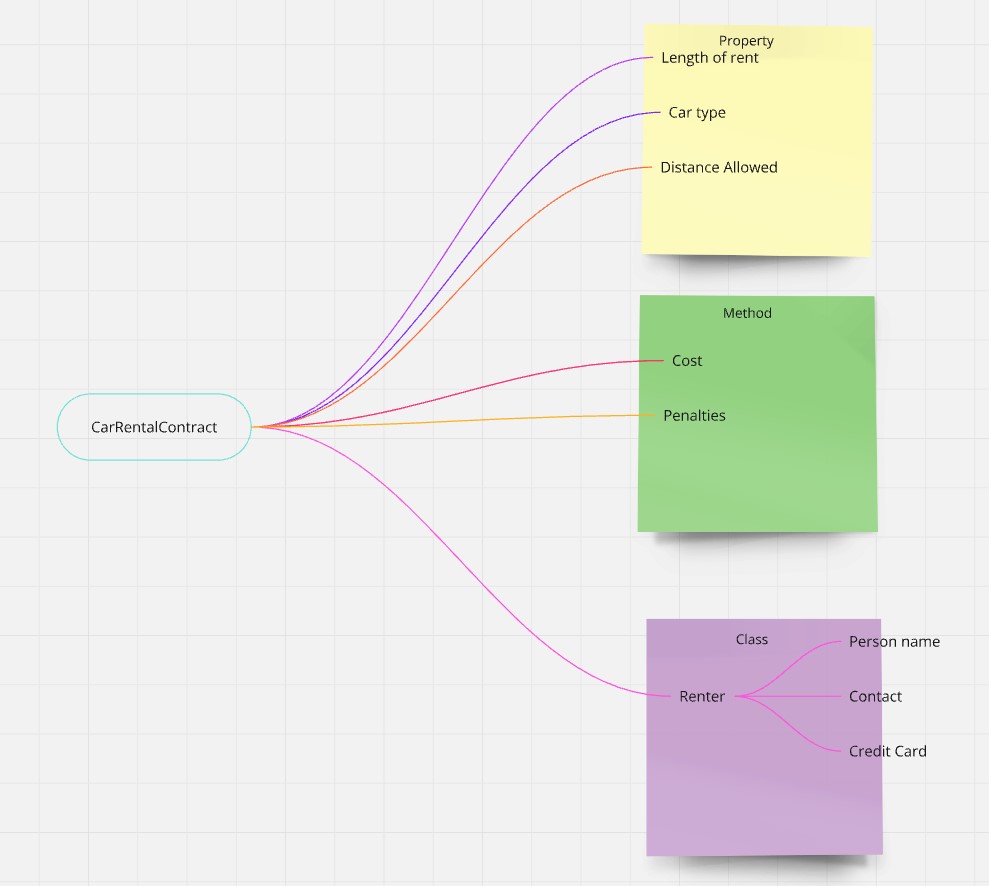 Property
Length of rent
Car type
Distance Allowed
Method
Cost
Penalties
CarRentalContract
Class
Person name
Renter
Contact
Credit Card